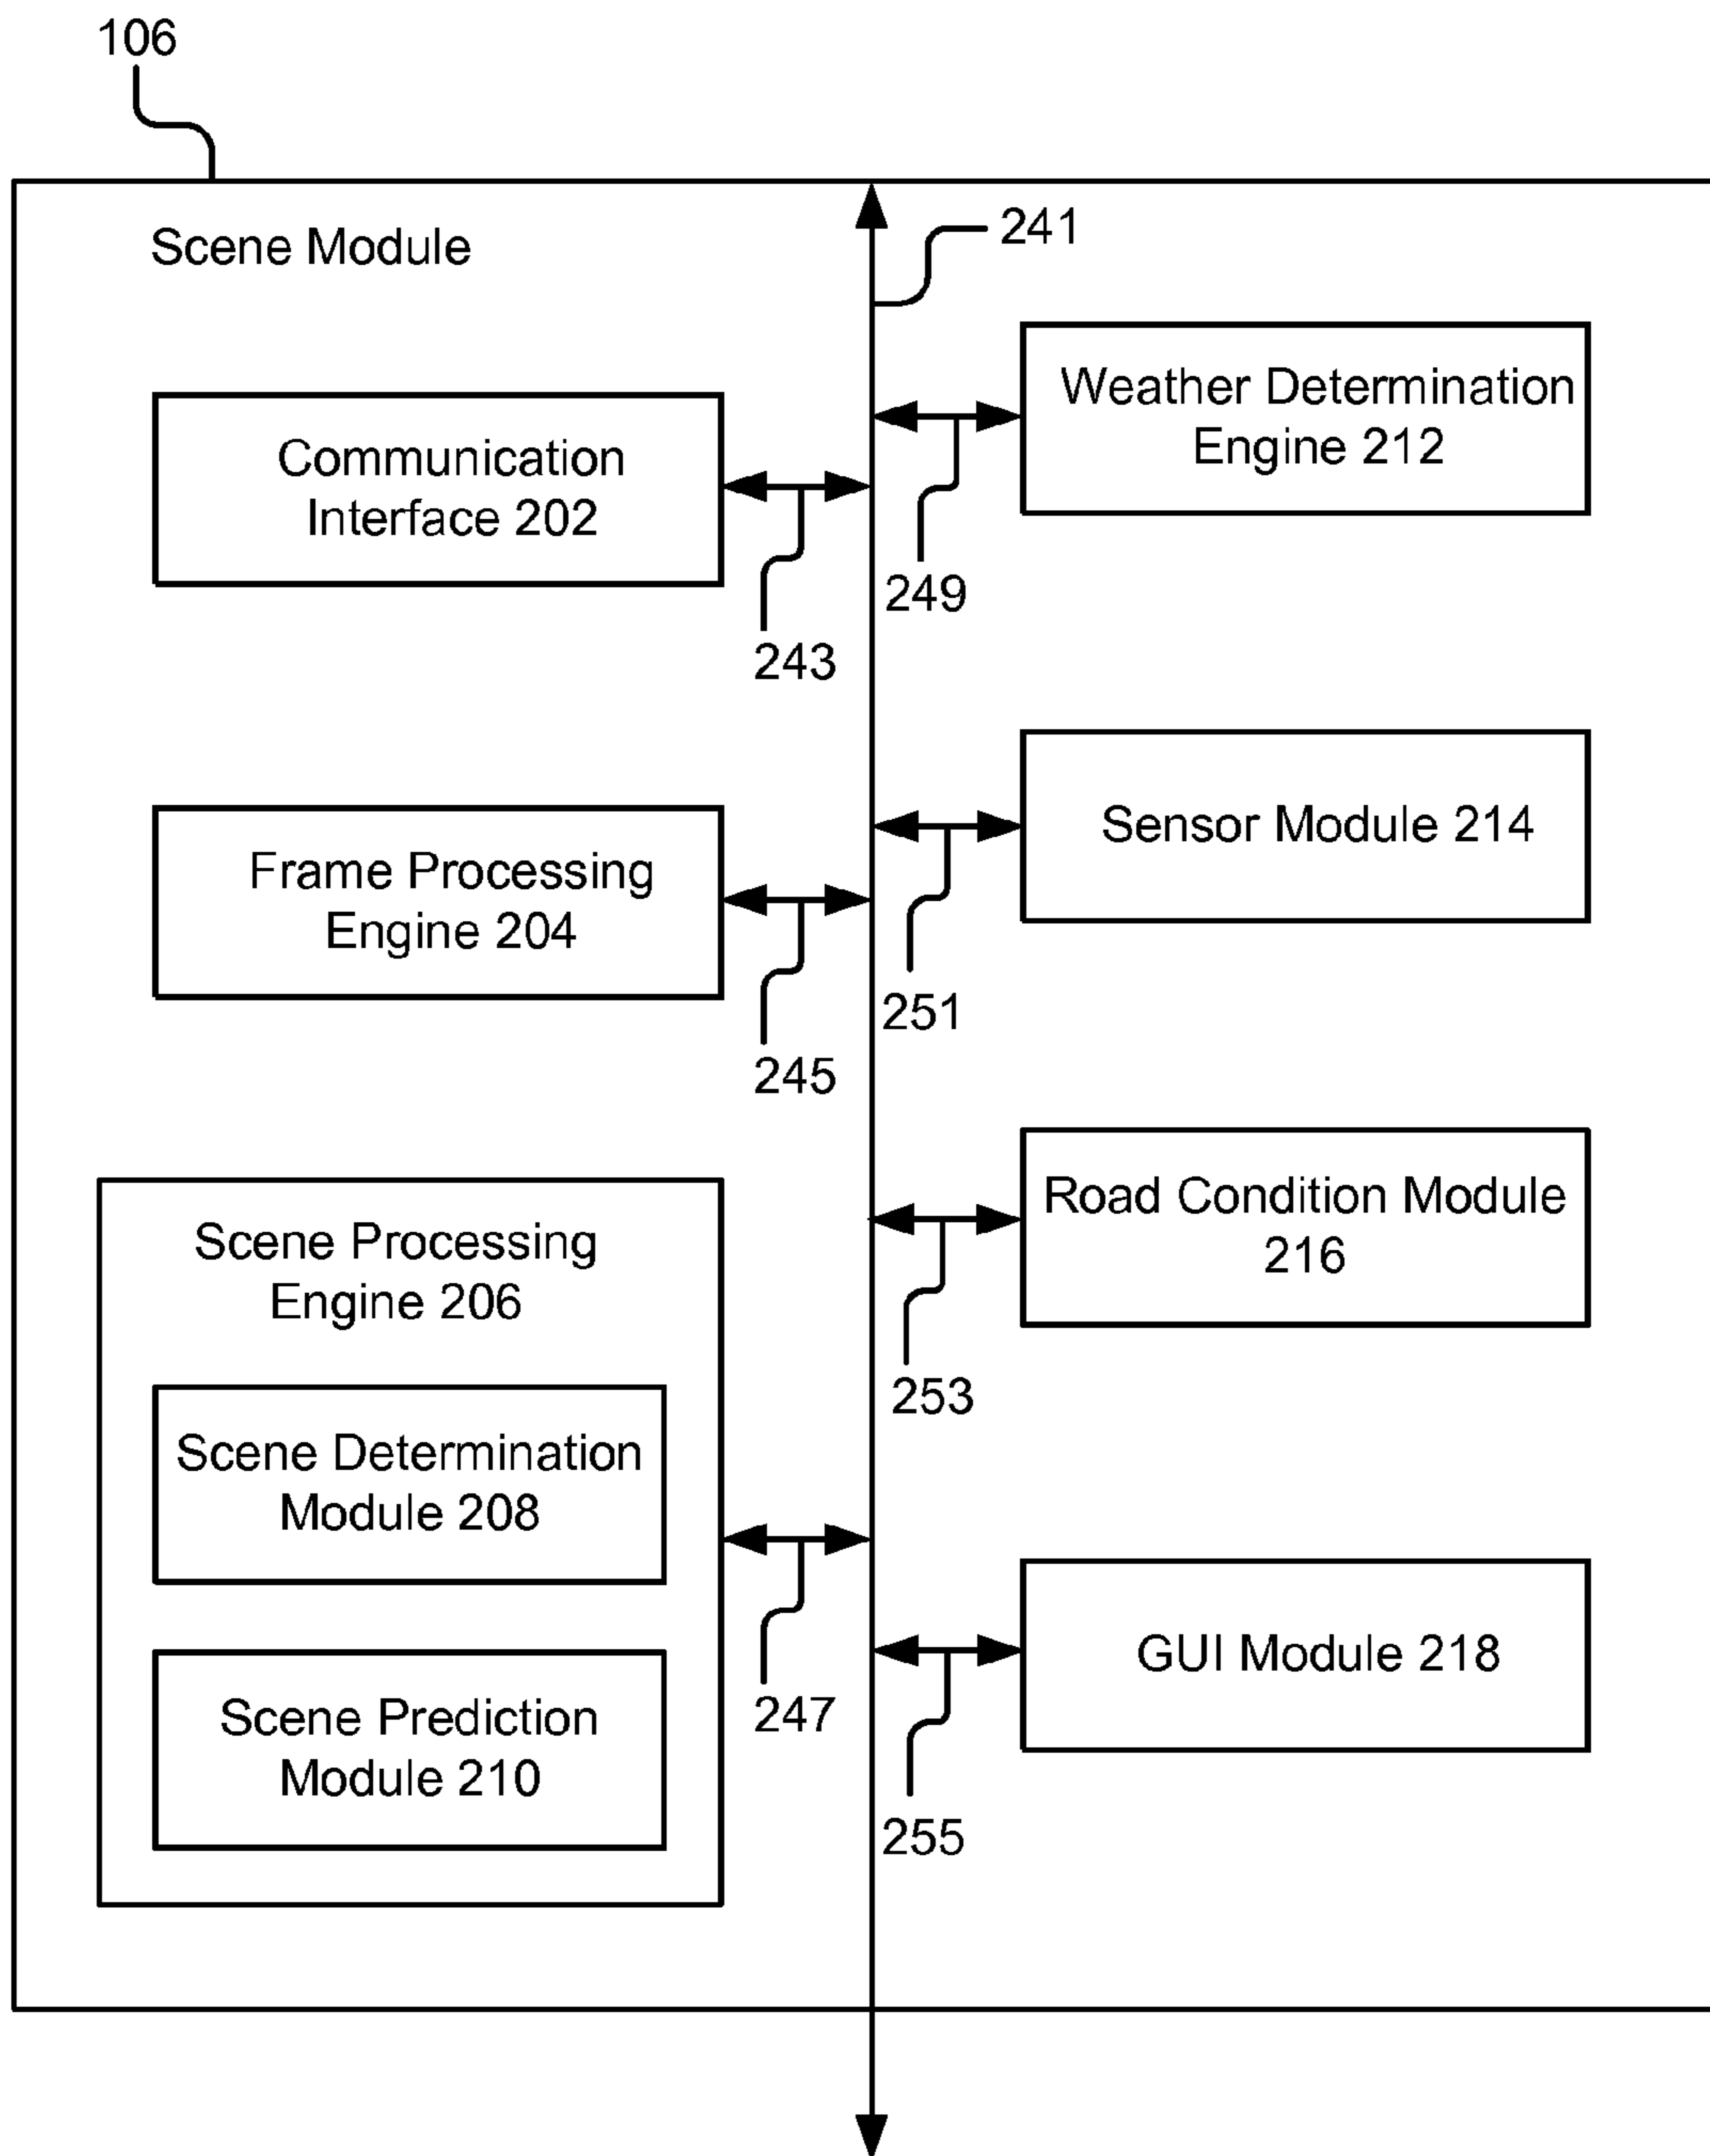 106
Scene Module
241
Communication
Interface 202
243
Weather Determination
Engine 212
249
Frame Processing
Engine 204
245
Sensor Module 214
251
Scene Processing
Engine 206
Scene Determination
Module 208
Scene Prediction
Module 210
247
Road Condition Module
216
253
GUI Module 218
255